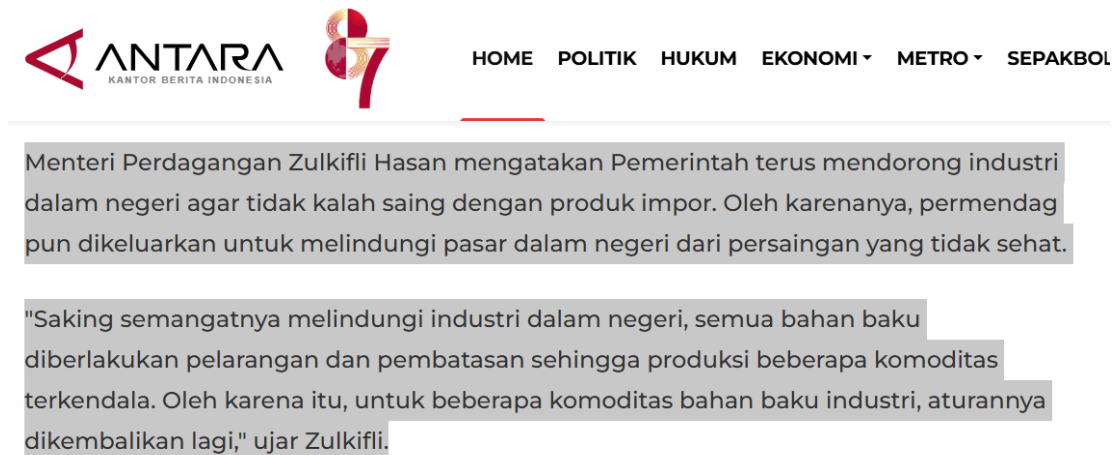 ANTARA
KANTOR BERITA INDONESIA
87
HOME POLITIK HUKUM EKONOMI METRO SEPAKBOL
Menteri Perdagangan Zulkifli Hasan mengatakan Pemerintah terus mendorong industri
dalam negeri agar tidak kalah saing dengan produk impor. Oleh karenanya, permendag
pun dikeluarkan untuk melindungi pasar dalam negeri dari persaingan yang tidak sehat.
"Saking semangatnya melindungi industri dalam negeri, semua bahan baku
diberlakukan pelarangan dan pembatasan sehingga produksi beberapa komoditas
terkendala. Oleh karena itu, untuk beberapa komoditas bahan baku industri, aturannya
dikembalikan lagi," ujar Zulkifli.